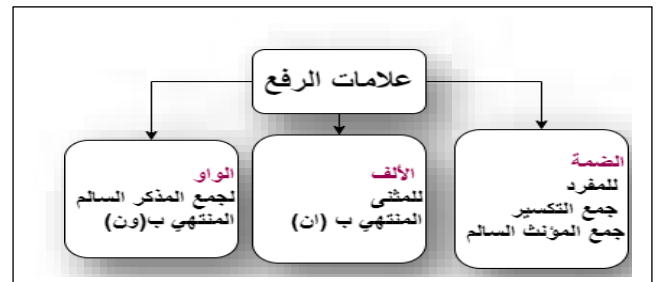 علامات الرفع
الضمة
للمفرد
جمع التكسير
جمع المؤنث السالم
الألف
للمثنى
المنتهي ب (ان)
الواو
لجمع المذكر السالم
المنتهي ب(ون)